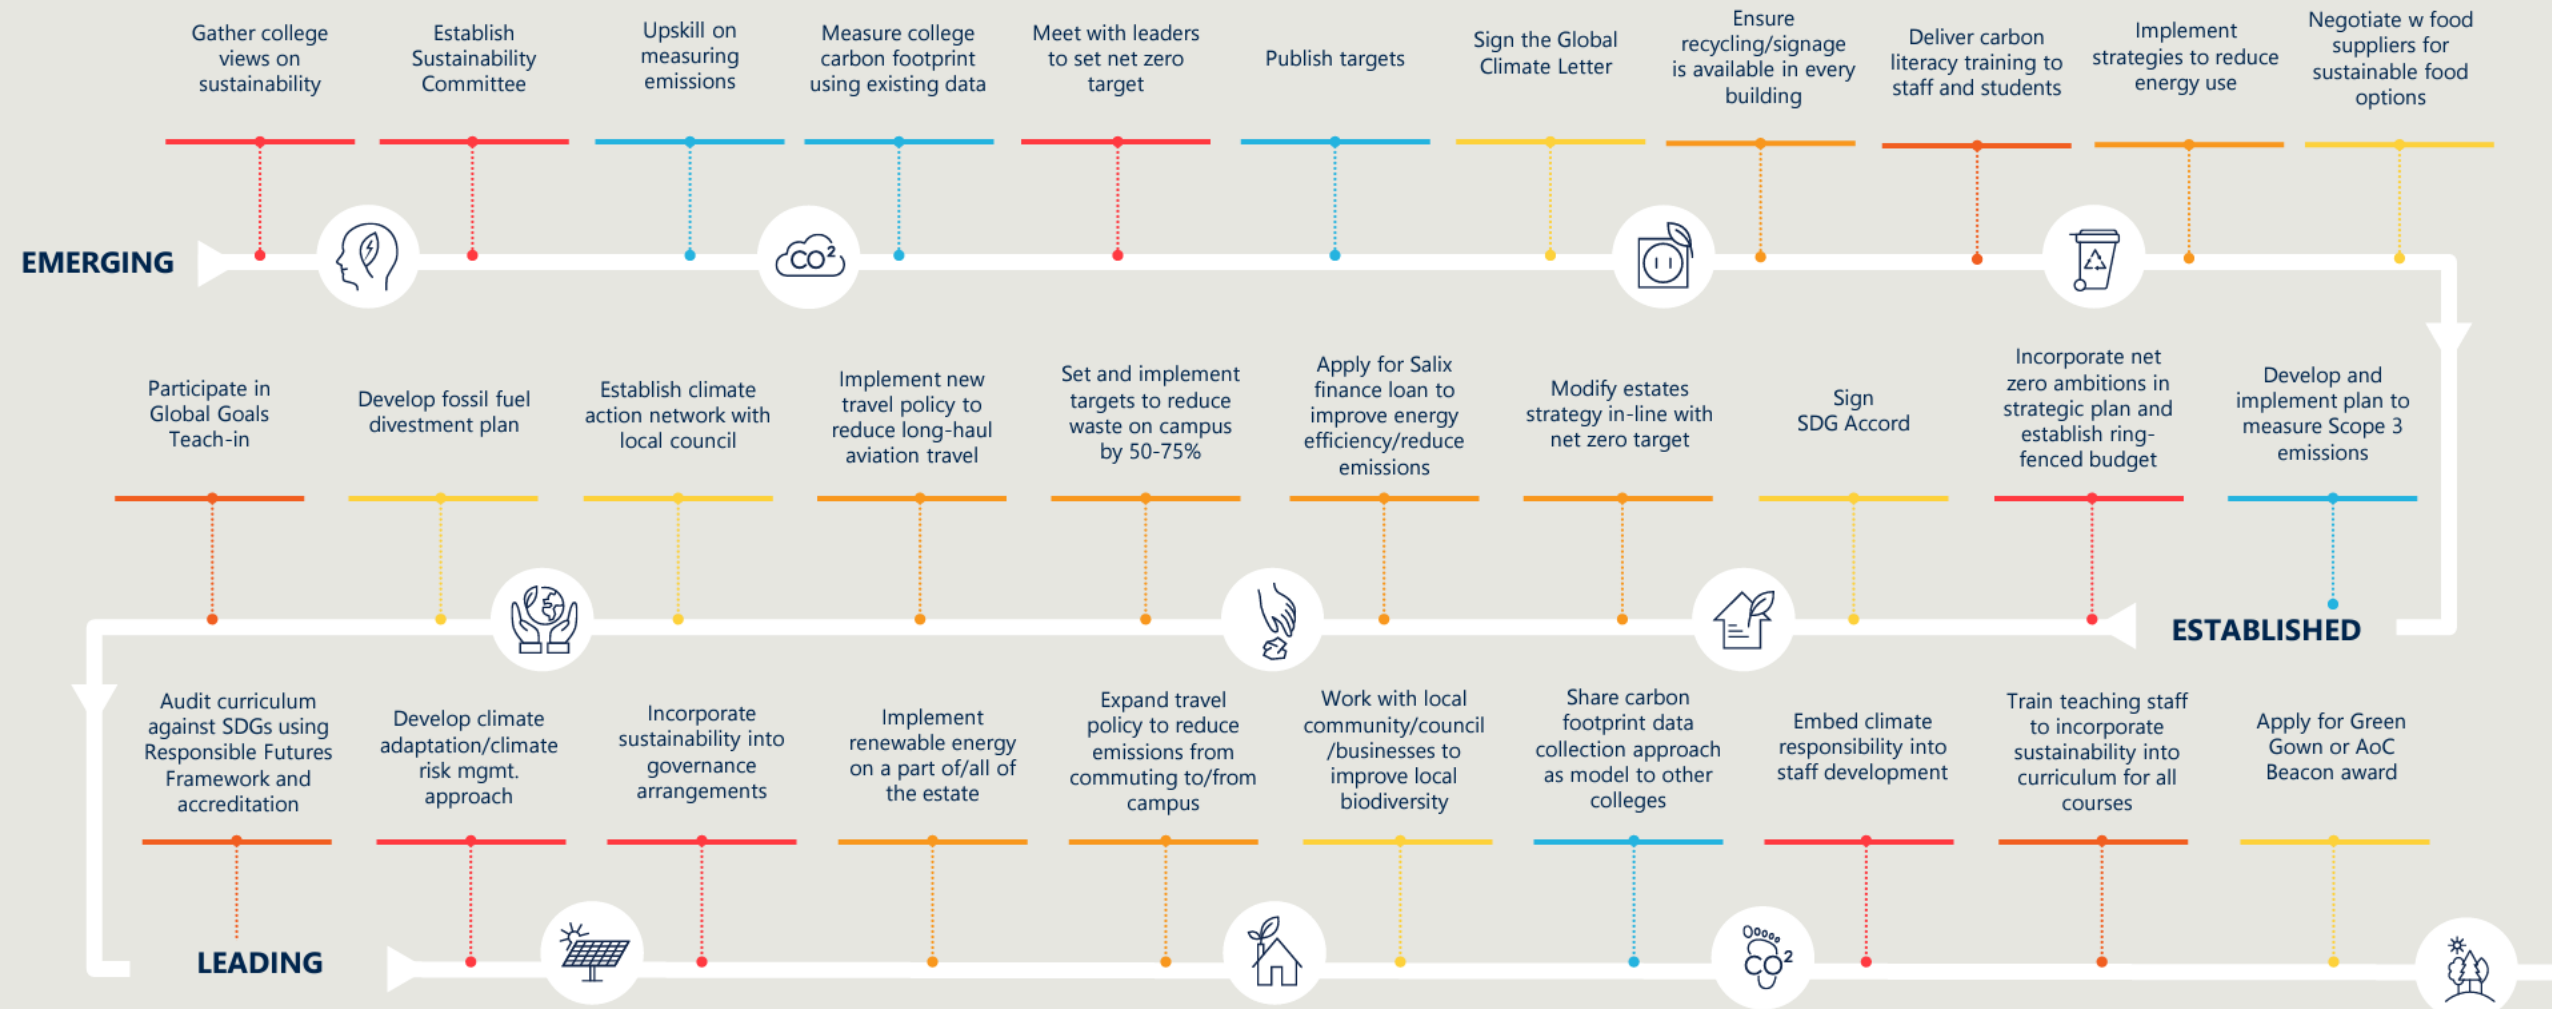 Gather college
views on
sustainability
Establish
Sustainability
Committee
Upskill on
measuring
emissions
Measure college
carbon footprint
using existing data
Meet with leaders
to set net zero
target
Publish targets
Sign the Global
Climate Letter
Ensure
recycling/signage
is available in every
building
Deliver carbon
literacy training to
staff and students
Implement
strategies to reduce
energy use
Negotiate w food
suppliers for
sustainable food
options
EMERGING
CO²
Participate in
Global Goals
Teach-in
Develop fossil fuel
divestment plan
Establish climate
action network with
local council
Implement new
travel policy to
reduce long-haul
aviation travel
Set and implement
targets to reduce
waste on campus
by 50-75%
Apply for Salix
finance loan to
improve energy
efficiency/reduce
emissions
Modify estates
strategy in-line with
net zero target
Sign
SDG Accord
Incorporate net
zero ambitions in
strategic plan and
establish ring-
fenced budget
Develop and
implement plan to
measure Scope 3
emissions
ESTABLISHED
Audit curriculum
against SDGs using
Responsible Futures
Framework and
accreditation
Develop climate
adaptation/climate
risk mgmt.
approach
Incorporate
sustainability into
governance
arrangements
Implement
renewable energy
on a part of/all of
the estate
Expand travel
policy to reduce
emissions from
commuting to/from
campus
Work with local
community/council
/businesses to
improve local
biodiversity
Share carbon
footprint data
collection approach
as model to other
colleges
Embed climate
responsibility into
staff development
Train teaching staff
to incorporate
sustainability into
curriculum for all
courses
Apply for Green
Gown or AoC
Beacon award
LEADING
CO²